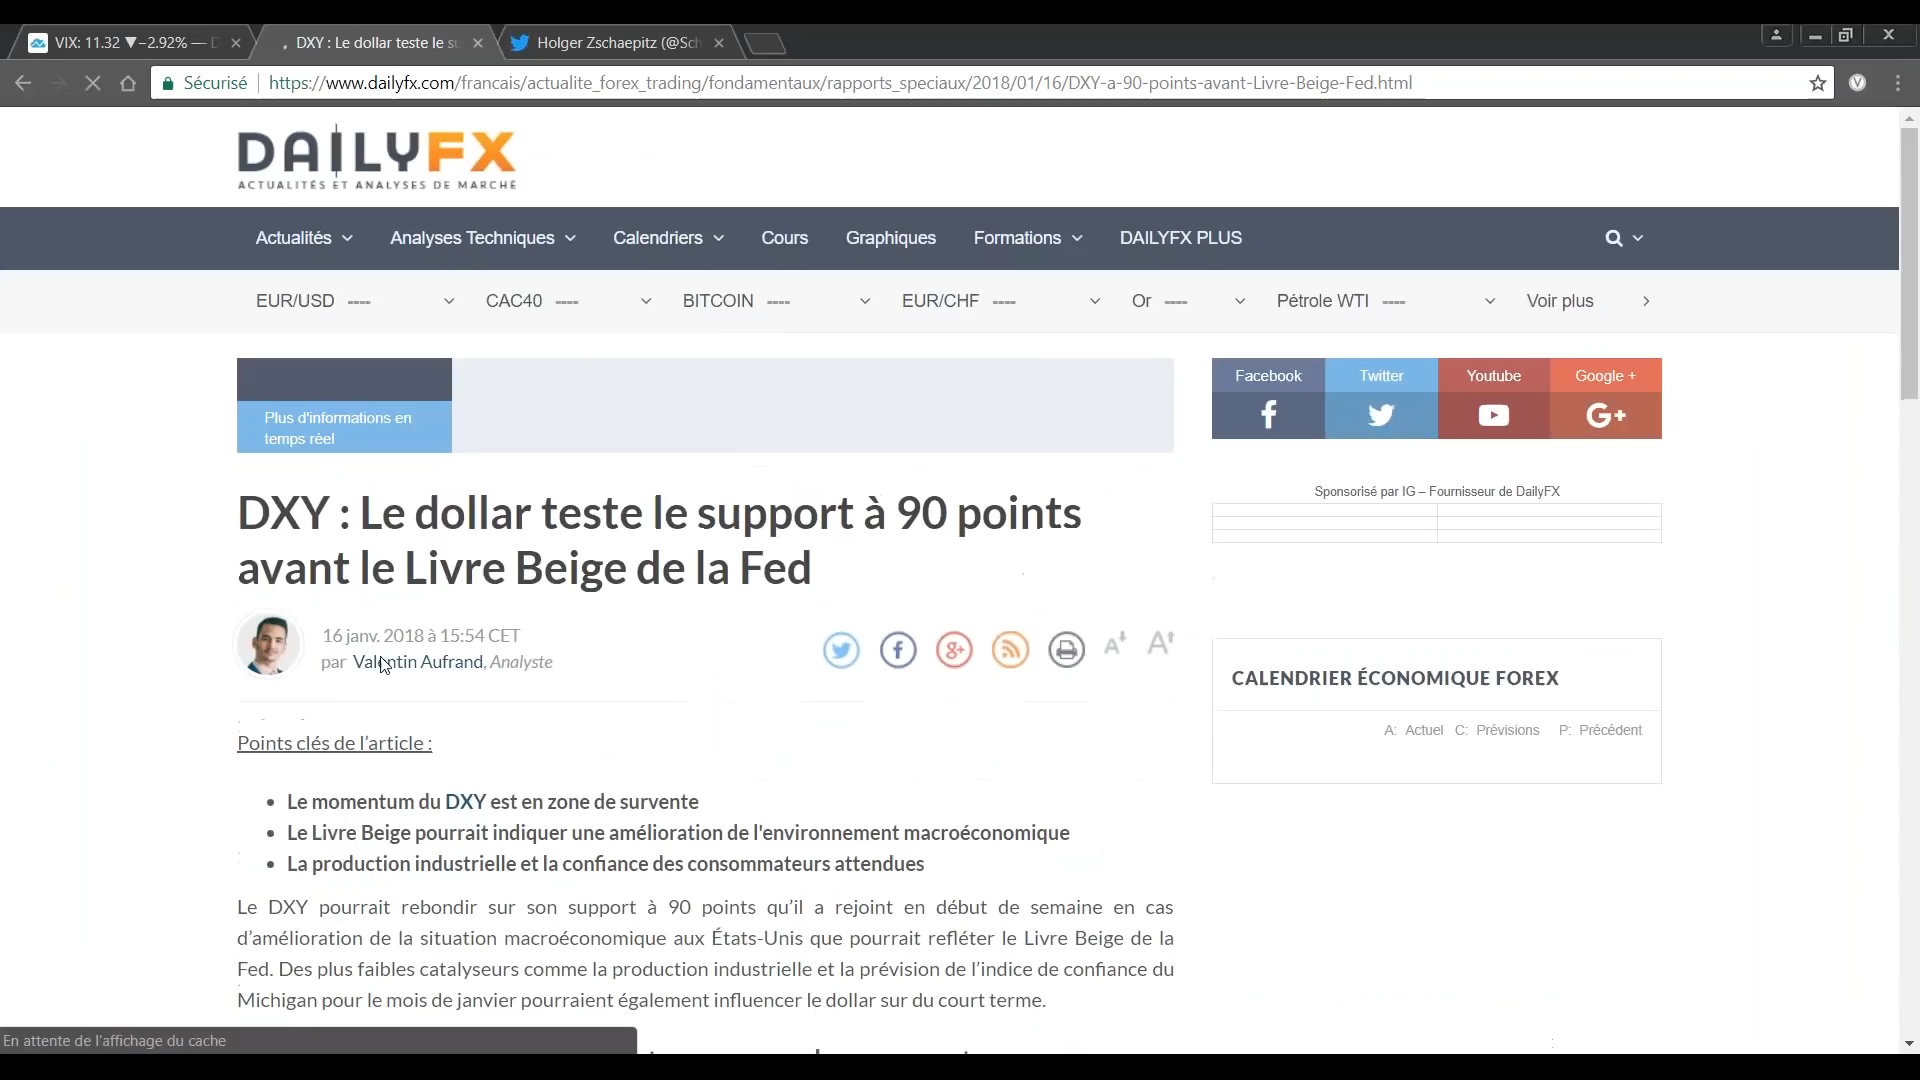 VIX: 11.32 ▼−2.92% —
DXY : Le dollar teste le su
Holger Zschaepitz (@Sch
Sécurisé
https://www.dailyfx.com/francais/actualite_forex_trading/fondamentaux/rapports_speciaux/2018/01/16/DXY-a-90-points-avant-Livre-Beige-Fed.html
DAILYFX
ACTUALITÉS ET ANALYSES DE MARCHÉ
Actualités
Analyses Techniques
Calendriers
Cours
Graphiques
Formations
DAILYFX PLUS
EUR/USD ----
CAC40 ----
BITCOIN ----
EUR/CHF ----
Or ----
Pétrole WTI ----
Voir plus
Plus d'informations en
temps réel
Facebook
Twitter
Youtube
Google +
Sponsorisé par IG – Fournisseur de DailyFX
DXY : Le dollar teste le support à 90 points
avant le Livre Beige de la Fed
16 janv. 2018 à 15:54 CET
par Valentin Aufrand, Analyste
CALENDRIER ÉCONOMIQUE FOREX
A: Actuel C: Prévisions P: Précédent
Points clés de l’article :
• Le momentum du DXY est en zone de survente
• Le Livre Beige pourrait indiquer une amélioration de l'environnement macroéconomique
• La production industrielle et la confiance des consommateurs attendues
Le DXY pourrait rebondir sur son support à 90 points qu’il a rejoint en début de semaine en cas
d’amélioration de la situation macroéconomique aux États-Unis que pourrait refléter le Livre Beige de la
Fed. Des plus faibles catalyseurs comme la production industrielle et la prévision de l’indice de confiance du
Michigan pour le mois de janvier pourraient également influencer le dollar sur du court terme.
En attente de l'affichage du cache